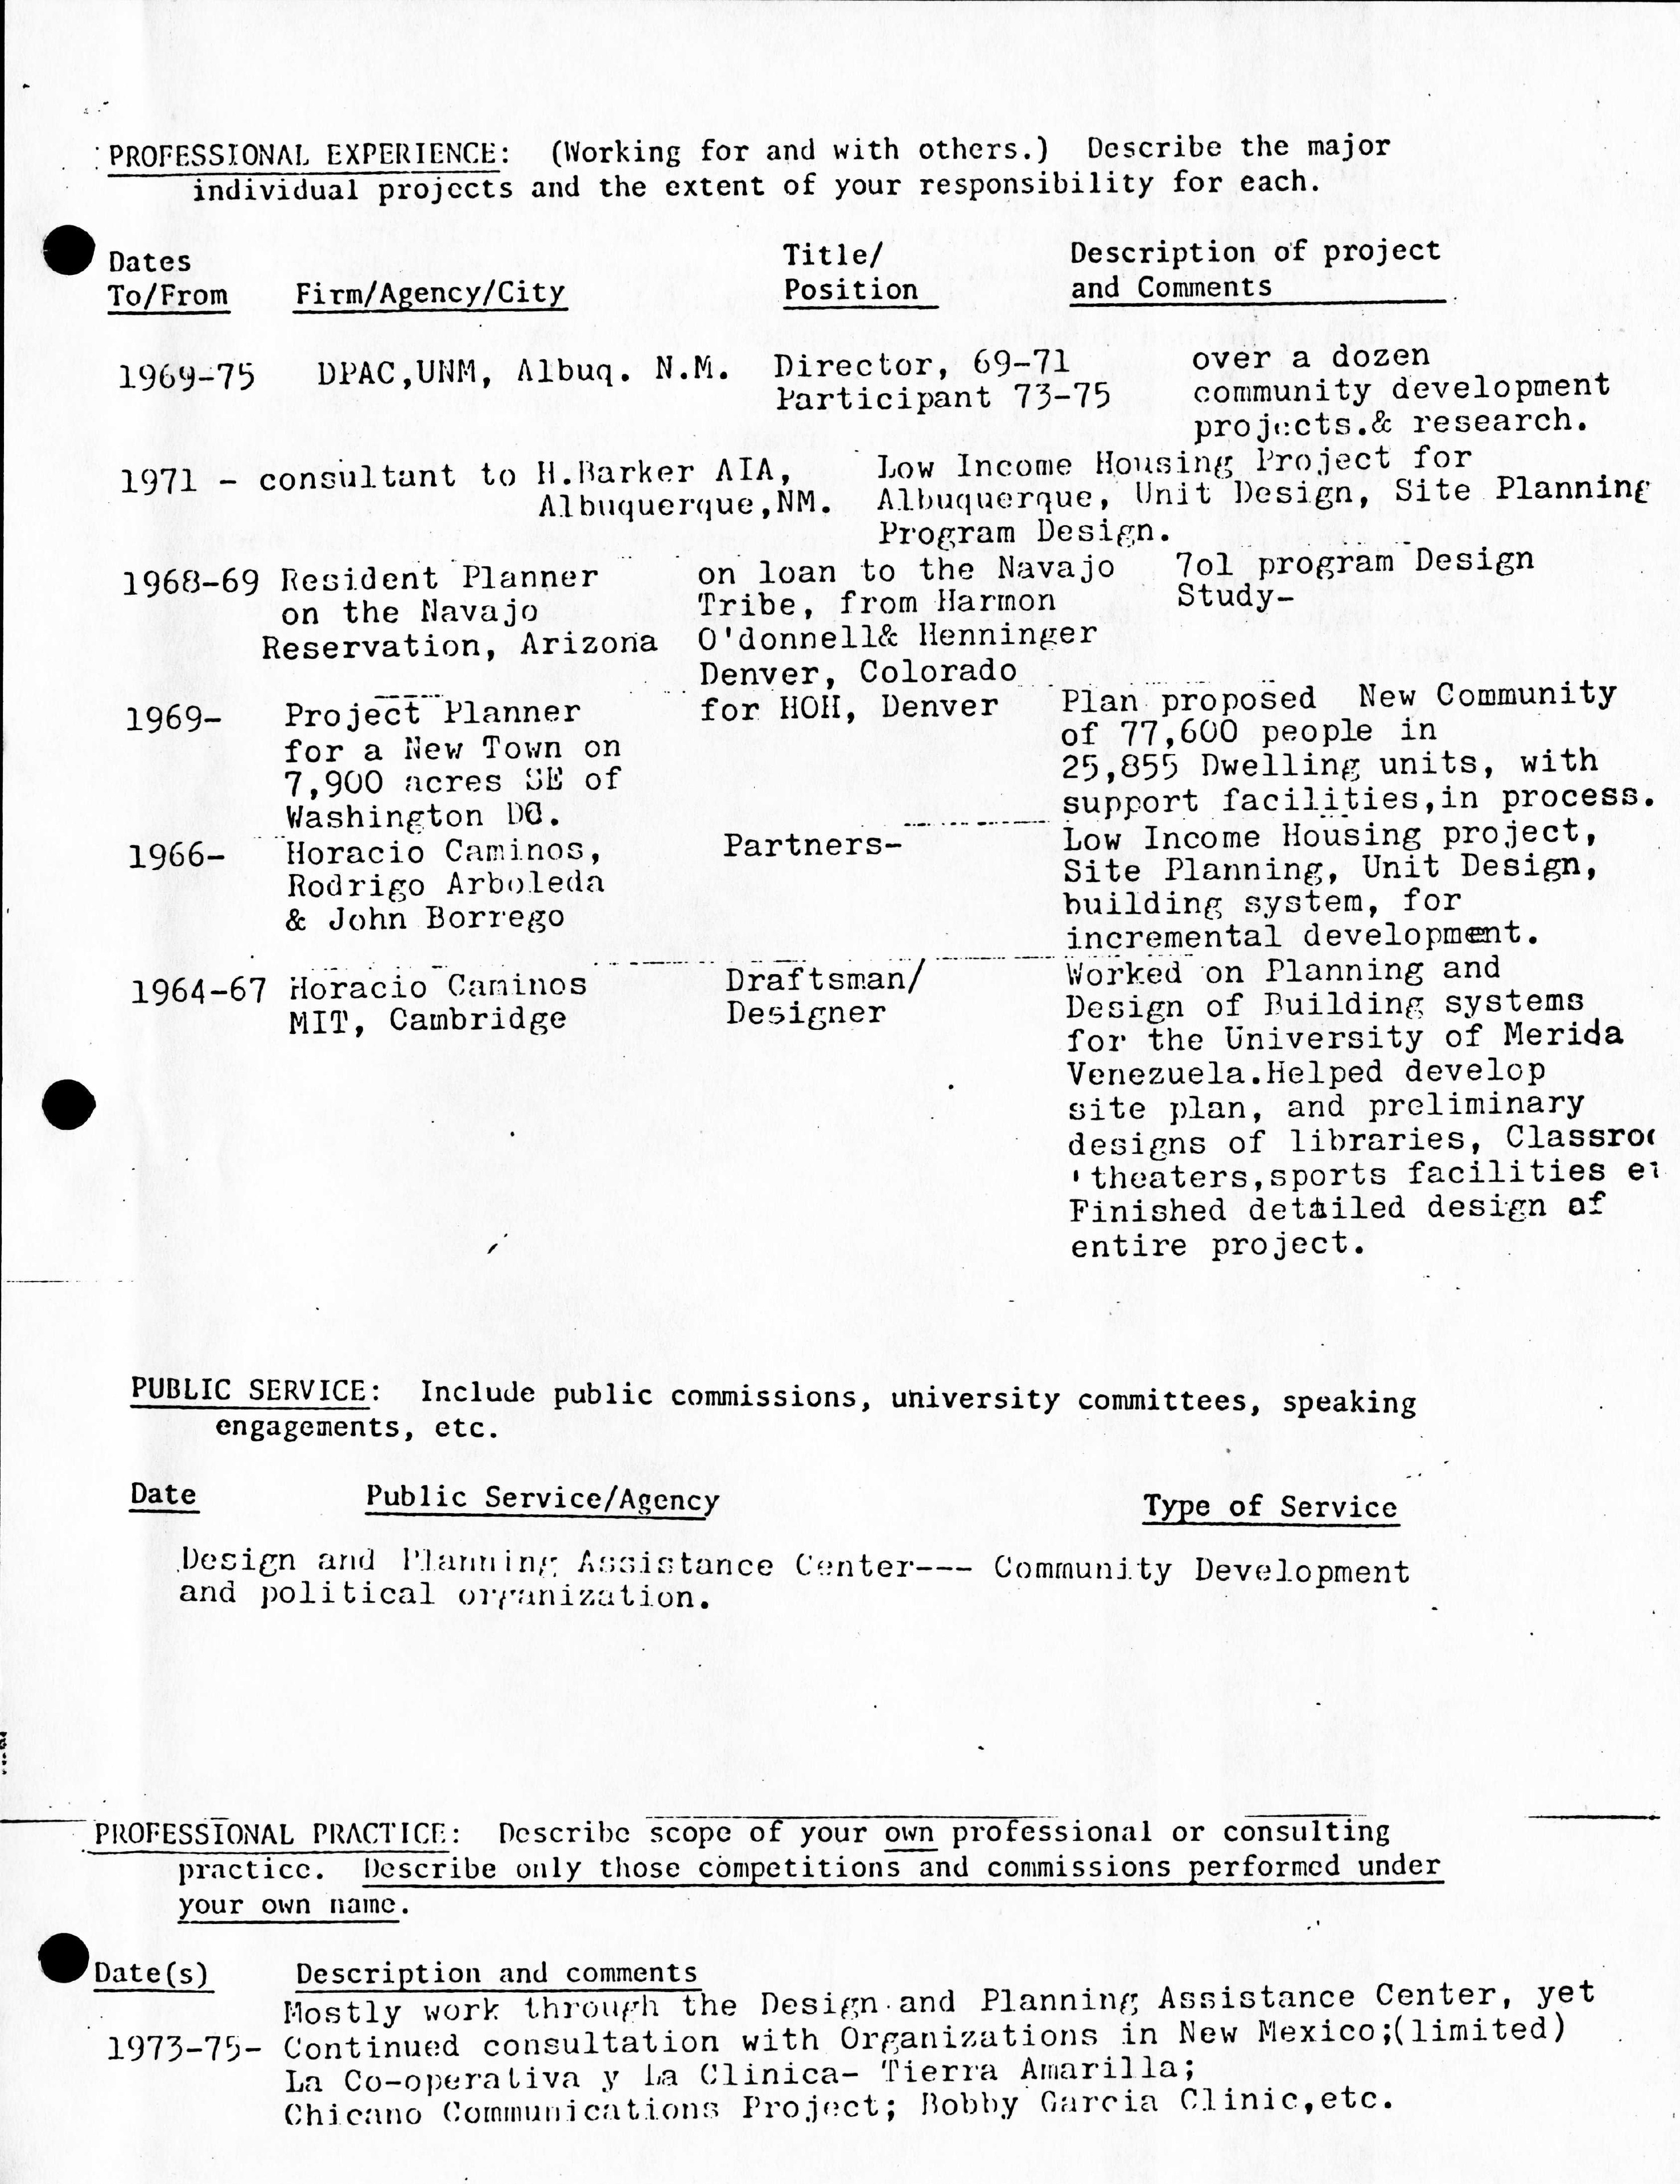 PROFESSIONAL EXPERIENCE: (Working for and with others.) Describe the major
individual projects and the extent of your responsibility for each.
Dates To/From
Firm/Agency/City
Title/ Position
Description of project and Comments
1969-75 DPAC,UNM, Albuq. N.M. Director, 69-71 over a dozen
Participant 73-75 community development
projects.& research.
1971 - consultant to H.Barker AIA, Low Income Housing Project for
Albuquerque,NM. Albuquerque, Unit Design, Site Planning
Program Design.
1968-69 Resident Planner on loan to the Navajo 7o1 program Design
on the Navajo Tribe, from Harmon Study-
Reservation, Arizona O'donnell& Henninger
Denver, Colorado
1969- Project Planner for HOH, Denver Plan proposed New Community
for a New Town on of 77,600 people in
7,900 acres SE of 25,855 Dwelling units, with
Washington DC. support facilities,in process.
1966- Horacio Caminos, Partners- Low Income Housing project,
Rodrigo Arboleda Site Planning, Unit Design,
& John Borrego building system, for
incremental development.
1964-67 Horacio Caminos Draftsman/ Worked on Planning and
MIT, Cambridge Designer Design of Building systems
for the University of Merida
Venezuela.Helped develop
site plan, and preliminary
designs of libraries,
theaters,sports facilities
Finished detailed design of
entire project.
PUBLIC SERVICE: Include public commissions, university committees, speaking
engagements, etc.
Date Public Service/Agency Type of Service
Design and Planning Assistance Center--- Community Development
and political organization.
PROFESSIONAL PRACTICE: Describe scope of your own professional or consulting
practice. Describe only those competitions and commissions performed under
your own name.
Date(s) Description and comments
Mostly work through the Design and Planning Assistance Center, yet
1973-75- Continued consultation with Organizations in New Mexico;(limited)
La Co-operativa y La Clinica- Tierra Amarilla;
Chicano Communications Project; Bobby Garcia Clinic,etc.